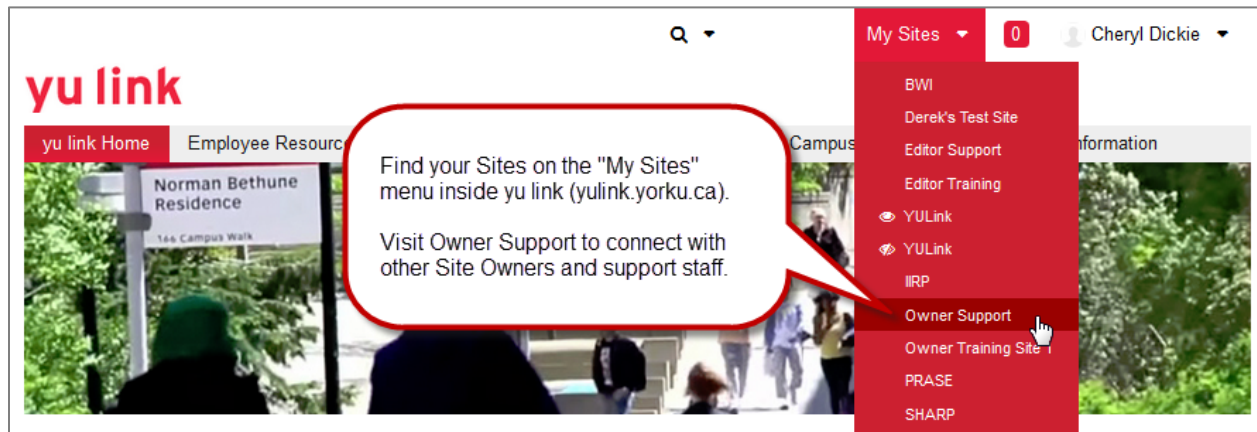 My Sites 0 Cheryl Dickie
yu link
yu link Home Employee Resourc Campus nformation
Norman Bethune
Residence
166 Campus Walk
Find your Sites on the "My Sites"
menu inside yu link (yulink.yorku.ca).
Visit Owner Support to connect with
other Site Owners and support staff.
BWI
Derek's Test Site
Editor Support
Editor Training
YULink
YULink
IIRP
Owner Support
Owner Training Site 1
PRASE
SHARP